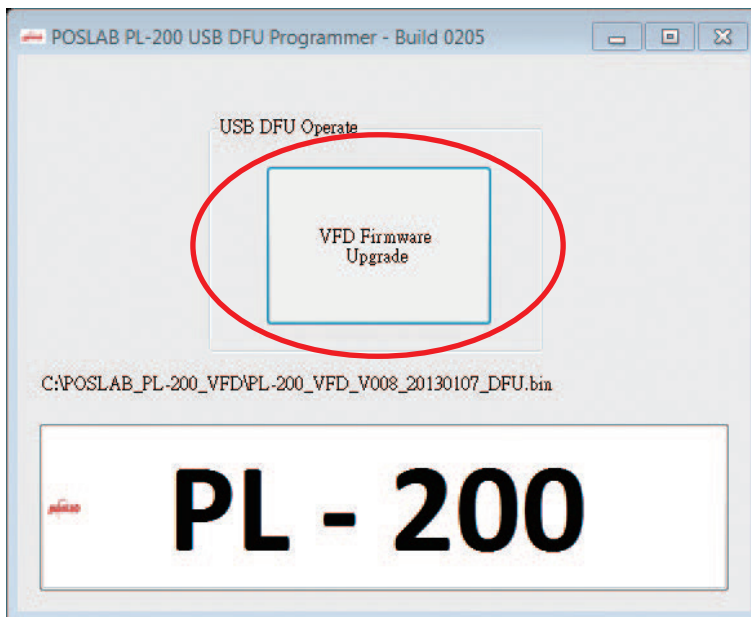 POSLAB PL-200 USB DFU Programmer - Build 0205
USB DFU Operate
VFD Firmware
Upgrade
C:\POSLAB_PL-200_VFD\PL-200_VFD_V008_20130107_DFU.bin
poslab
PL - 200